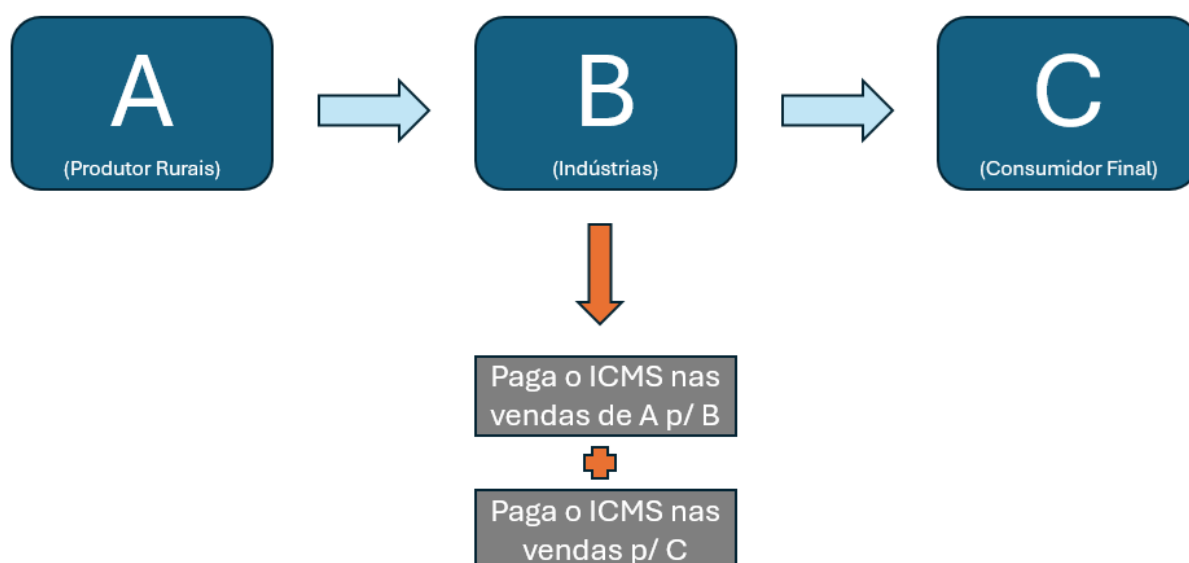 A
(Produtor Rurais)
B
(Indústrias)
C
(Consumidor Final)
Paga o ICMS nas
vendas de A p/ B
Paga o ICMS nas
vendas p/ C